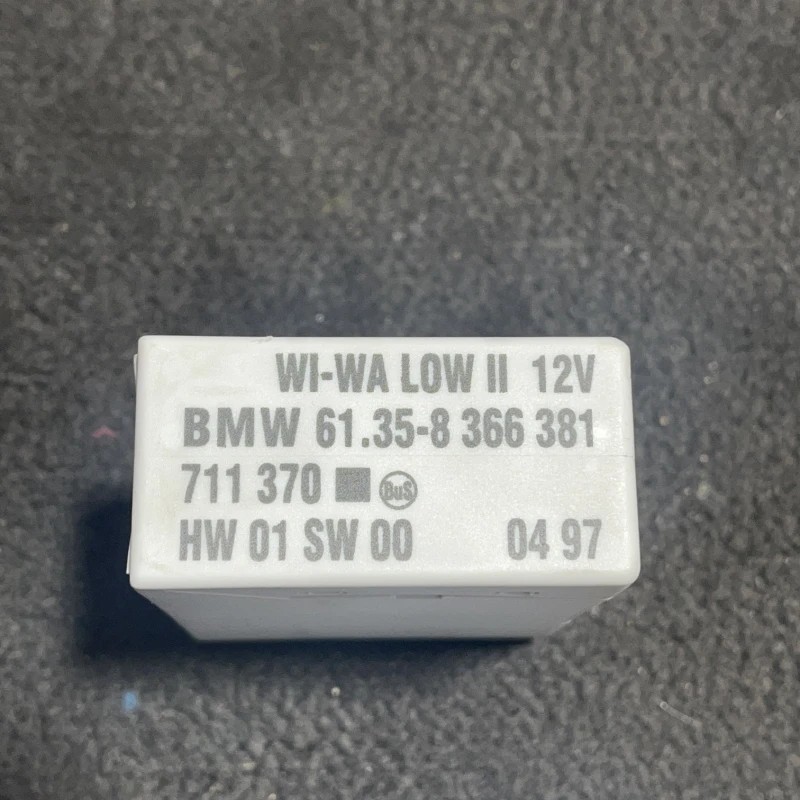 WI-WA LOW II 12V
BMW 61.35-8 366 381
711 370 BuS
HW 01 SW 00 04 97